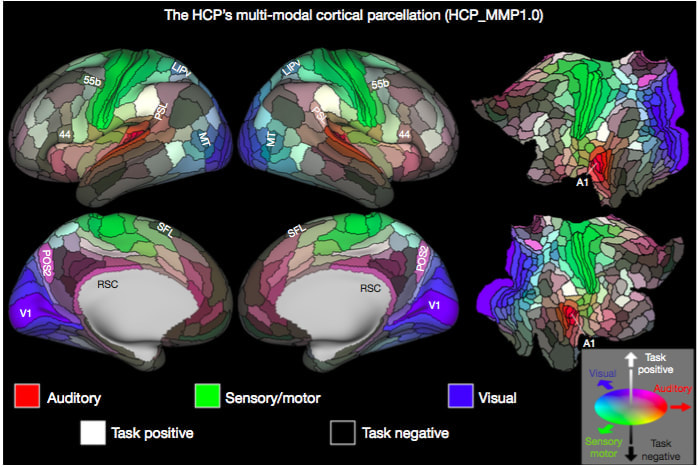 The HCP's multi-modal cortical parcellation (HCP_MMP1.0)
55b
LIPv
PSL
44
MT
LIPv
55b
PSL
44
MT
A1
SFL
POS2
RSC
V1
SFL
POS2
RSC
V1
A1
Auditory
Sensory/motor
Visual
Task positive
Task negative
Task
positive
Visual
Auditory
Sensory
motor
Task
negative